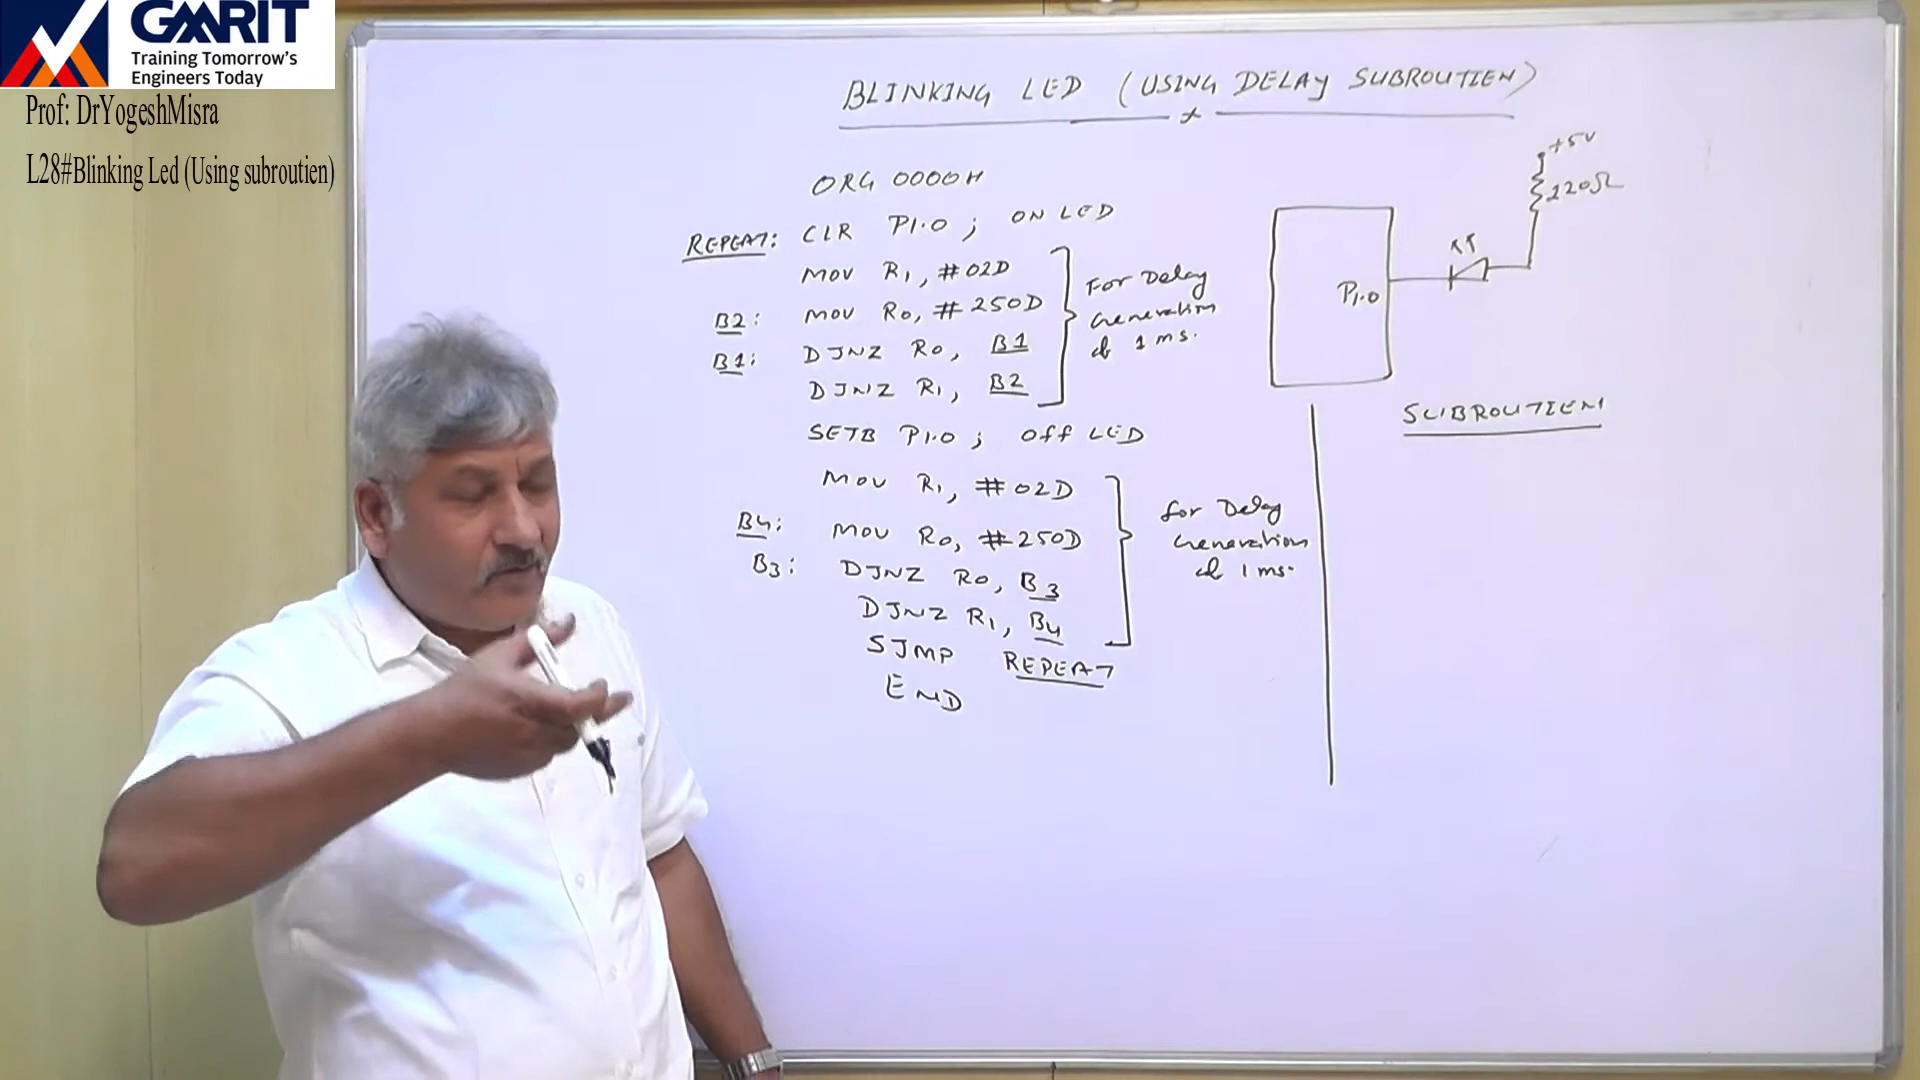 GMRIT
Training Tomorrow's
Engineers Today
Prof: DrYogeshMisra
L28#Blinking Led (Using subroutien)
BLINKING LED (USING DELAY SUBROUTIEN)
ORG 0000H
REPEAT: CLR P1.0 ; ON LED
MOV R1, #02D
B2: MOV R0, #250D
B1: DJNZ R0, B1
DJNZ R1, B2
For Delay
Generation
of 1 ms.
SETB P1.0 ; OFF LED
MOV R1, #02D
B4: MOV R0, #250D
B3: DJNZ R0, B3
DJNZ R1, B4
For Delay
Generation
of 1 ms.
SJMP REPEAT
END
+5V
220Ω
P1.0
SUBROUTIEN